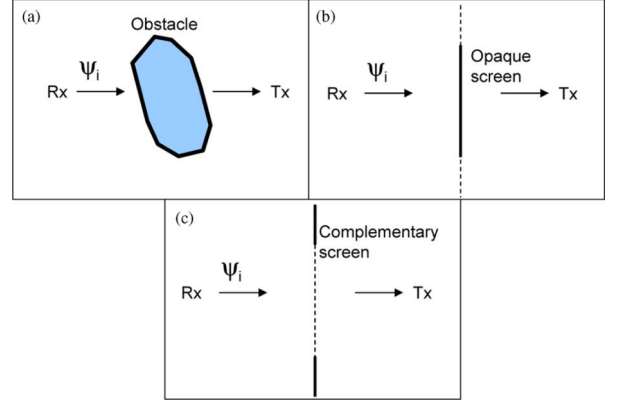 (a)
Obstacle
Ψi
Rx
Tx
(b)
Ψi
Opaque
screen
Rx
Tx
(c)
Complementary
screen
Ψi
Rx
Tx